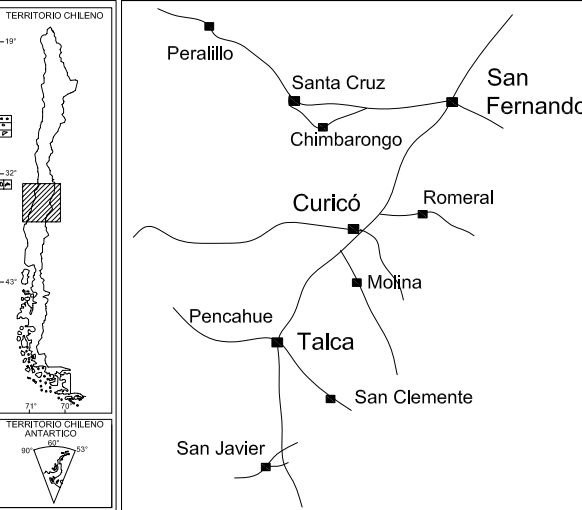 TERRITORIO CHILENO
19°
32°
43°
71°
70°
TERRITORIO CHILENO
ANTARTICO
90°
60°
53°
Peralillo
Santa Cruz
San
Fernando
Chimbarongo
Curicó
Romeral
Molina
Pencahue
Talca
San Clemente
San Javier